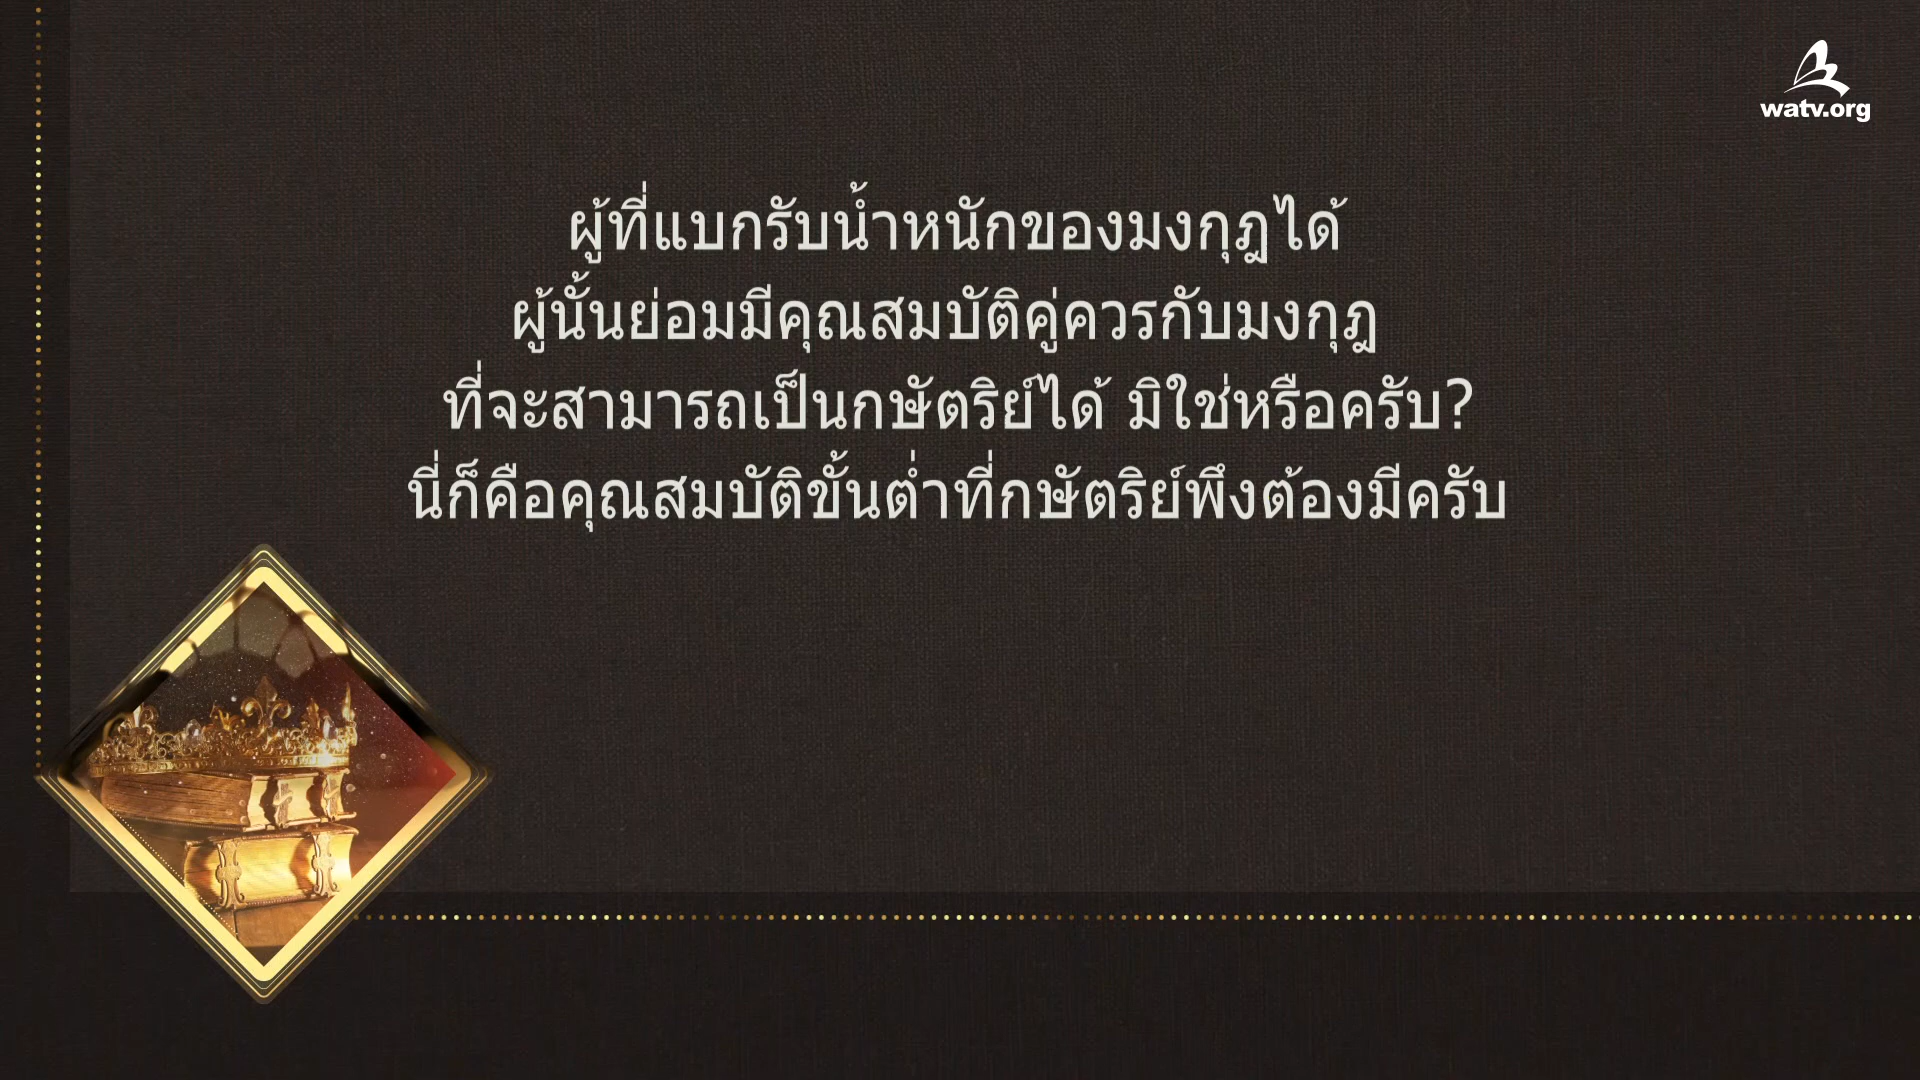 watv.org
ผู้ที่แบกรับน้ำหนักของมงกุฎได้
ผู้นั้นย่อมมีคุณสมบัติคู่ควรกับมงกุฎ
ที่จะสามารถเป็นกษัตริย์ได้ มิใช่หรือครับ?
นี่ก็คือคุณสมบัติขั้นต่ำที่กษัตริย์พึงต้องมีครับ